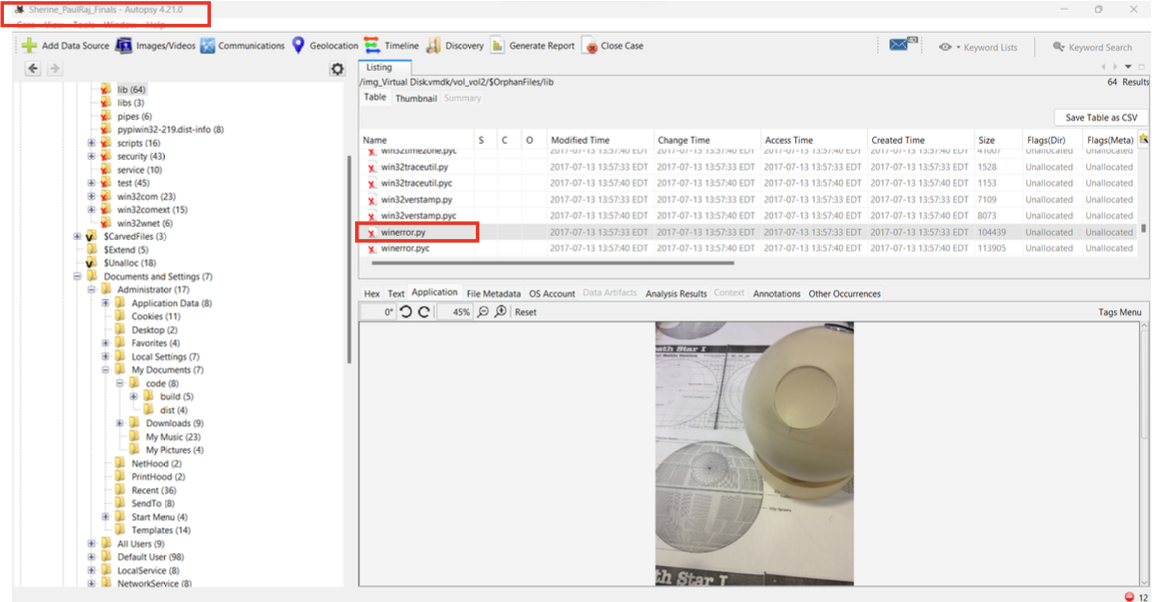 Sherine_PaulRaj_Finals - Autopsy 4.21.0
Case View Tools Window Help
Add Data Source Images/Videos Communications Geolocation Timeline Discovery Generate Report Close Case
40 Keyword Lists Keyword Search
lib (64)
libs (3)
pipes (6)
pypiwin32-219.dist-info (8)
scripts (16)
security (43)
service (10)
test (45)
win32com (23)
win32comext (15)
win32wnet (6)
$CarvedFiles (3)
$Extend (5)
$Unalloc (18)
Documents and Settings (7)
Administrator (17)
Application Data (8)
Cookies (11)
Desktop (2)
Favorites (4)
Local Settings (7)
My Documents (7)
code (8)
build (5)
dist (4)
Downloads (9)
My Music (23)
My Pictures (4)
NetHood (2)
PrintHood (2)
Recent (36)
SendTo (8)
Start Menu (4)
Templates (14)
All Users (9)
Default User (98)
LocalService (8)
NetworkService (8)
Listing
/img_Virtual Disk.vmdk/vol_vol2/$OrphanFiles/lib
64 Results
Table Thumbnail Summary
Save Table as CSV
Name S C O Modified Time Change Time Access Time Created Time Size Flags(Dir) Flags(Meta)
win32timezone.pyc 2017-07-13 13:57:40 EDT 2017-07-13 13:57:40 EDT 2017-07-13 13:57:40 EDT 2017-07-13 13:57:40 EDT Unallocated Unallocated
win32traceutil.py 2017-07-13 13:57:33 EDT 2017-07-13 13:57:33 EDT 2017-07-13 13:57:33 EDT 2017-07-13 13:57:33 EDT 1528 Unallocated Unallocated
win32traceutil.pyc 2017-07-13 13:57:40 EDT 2017-07-13 13:57:40 EDT 2017-07-13 13:57:40 EDT 2017-07-13 13:57:40 EDT 1153 Unallocated Unallocated
win32verstamp.py 2017-07-13 13:57:33 EDT 2017-07-13 13:57:33 EDT 2017-07-13 13:57:33 EDT 2017-07-13 13:57:33 EDT 7109 Unallocated Unallocated
win32verstamp.pyc 2017-07-13 13:57:40 EDT 2017-07-13 13:57:40 EDT 2017-07-13 13:57:40 EDT 2017-07-13 13:57:40 EDT 8073 Unallocated Unallocated
winerror.py 2017-07-13 13:57:33 EDT 2017-07-13 13:57:33 EDT 2017-07-13 13:57:33 EDT 2017-07-13 13:57:33 EDT 104439 Unallocated Unallocated
winerror.pyc 2017-07-13 13:57:40 EDT 2017-07-13 13:57:40 EDT 2017-07-13 13:57:40 EDT 2017-07-13 13:57:40 EDT 113905 Unallocated Unallocated
Hex Text Application File Metadata OS Account Data Artifacts Analysis Results Context Annotations Other Occurrences
0° 45% Reset
Tags Menu
ath Star I
th Star I
12